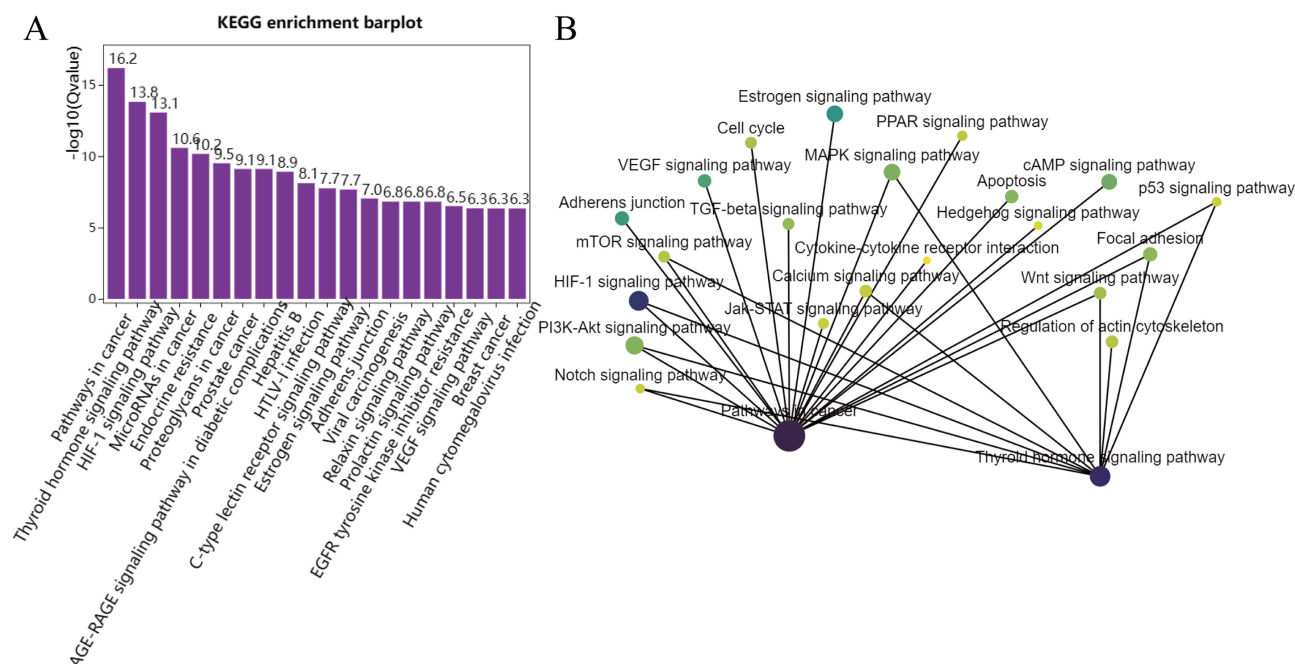 A
KEGG enrichment barplot
-log10(Qvalue)
15
10
5
0
16.2
13.8
13.1
10.6
10.2
9.5
9.1
9.1
8.9
8.1
7.7
7.7
7.0
6.8
6.8
6.8
6.5
6.3
6.3
6.3
Pathways in cancer
Thyroid hormone signaling pathway
HIF-1 signaling pathway
MicroRNAs in cancer
Endocrine resistance
Proteoglycans in cancer
Prostate cancer
AGE-RAGE signaling pathway in diabetic complications
Hepatitis B
HTLV-I infection
C-type lectin receptor signaling pathway
Estrogen signaling pathway
Adherens junction
Viral carcinogenesis
Relaxin signaling pathway
Prolactin signaling pathway
EGFR tyrosine kinase inhibitor resistance
VEGF signaling pathway
Breast cancer
Human cytomegalovirus infection
B
Estrogen signaling pathway
PPAR signaling pathway
Cell cycle
MAPK signaling pathway
VEGF signaling pathway
cAMP signaling pathway
Apoptosis
p53 signaling pathway
Adherens junction
TGF-beta signaling pathway
Hedgehog signaling pathway
mTOR signaling pathway
Cytokine-cytokine receptor interaction
Focal adhesion
HIF-1 signaling pathway
Calcium signaling pathway
Wnt signaling pathway
Jak-STAT signaling pathway
PI3K-Akt signaling pathway
Regulation of actin cytoskeleton
Notch signaling pathway
Pathways in cancer
Thyroid hormone signaling pathway